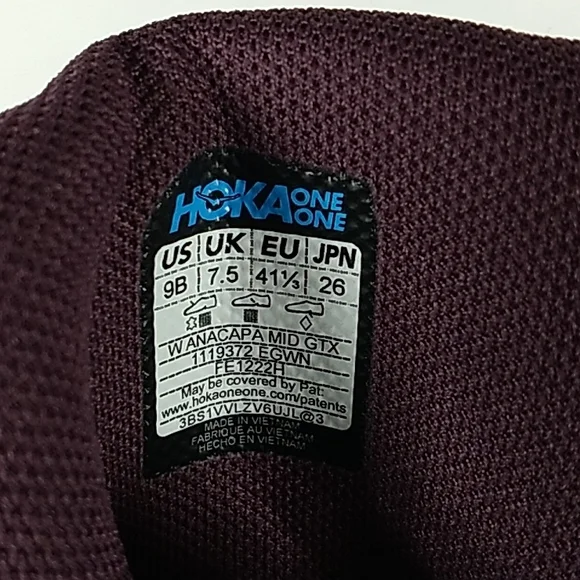 HOKA ONE ONE
US UK EU JPN
9B 7.5 41⅓ 26
W ANACAPA MID GTX
1119372 EGWN
FE1222H
May be covered by Pat:
www.hokaoneone.com/patents
3BS1VVLZV6UJL@3
MADE IN VIETNAM
FABRIQUE AU VIETNAM
HECHO EN VIETNAM